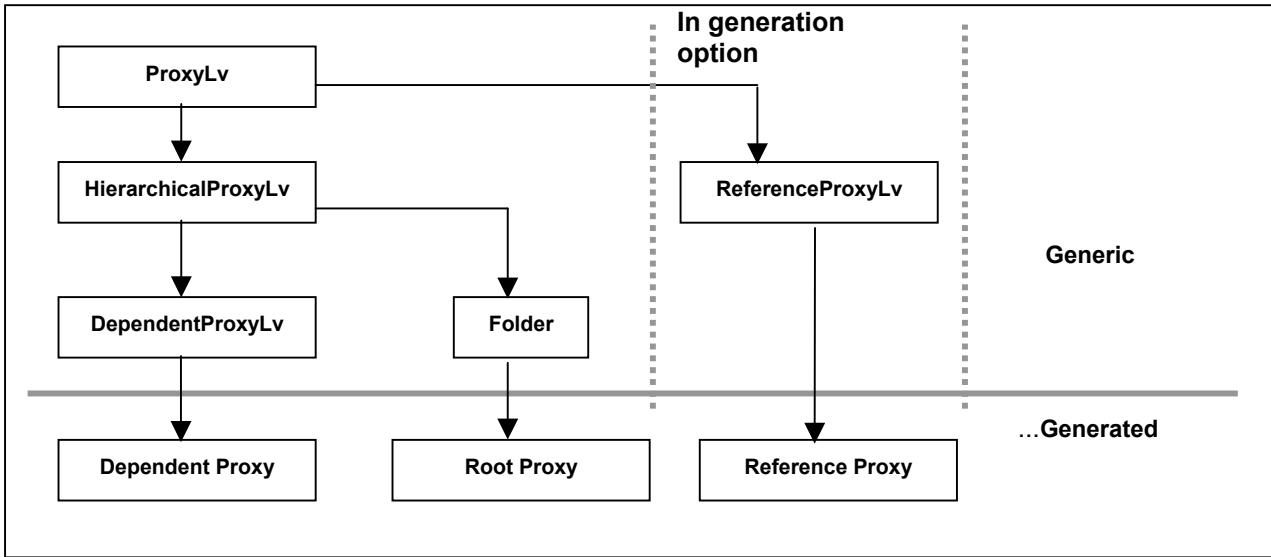 In generation
option
ProxyLv
HierarchicalProxyLv
ReferenceProxyLv
Generic
DependentProxyLv
Folder
...Generated
Dependent Proxy
Root Proxy
Reference Proxy